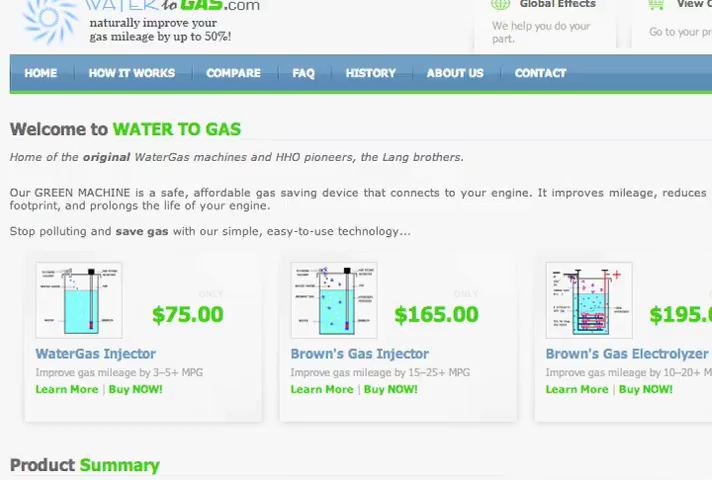 WATER to GAS.com
naturally improve your
gas mileage by up to 50%!
Global Effects
We help you do your
part.
View
Go to your
HOME
HOW IT WORKS
COMPARE
FAQ
HISTORY
ABOUT US
CONTACT
Welcome to WATER TO GAS
Home of the original WaterGas machines and HHO pioneers, the Lang brothers.
Our GREEN MACHINE is a safe, affordable gas saving device that connects to your engine. It improves mileage, reduces
footprint, and prolongs the life of your engine.
Stop polluting and save gas with our simple, easy-to-use technology...
ONLY
$75.00
WaterGas Injector
Improve gas mileage by 3-5+ MPG
Learn More | Buy NOW!
ONLY
$165.00
Brown's Gas Injector
Improve gas mileage by 15-25+ MPG
Learn More | Buy NOW!
$195.0
Brown's Gas Electrolyzer
Improve gas mileage by 10-20+ M
Learn More | Buy NOW!
Product Summary